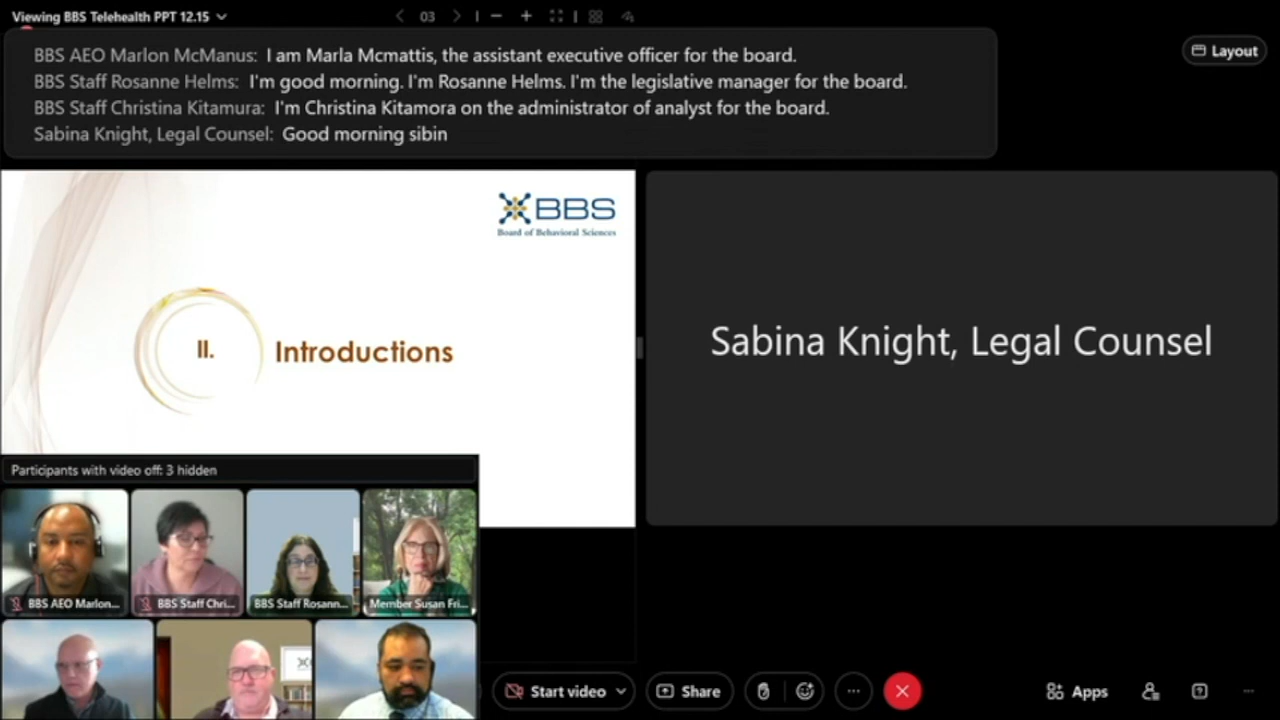 Viewing BBS Telehealth PPT 12.15
03
BBS AEO Marlon McManus: I am Marla Mcmattis, the assistant executive officer for the board.
BBS Staff Rosanne Helms: I'm good morning. I'm Rosanne Helms. I'm the legislative manager for the board.
BBS Staff Christina Kitamura: I'm Christina Kitamora on the administrator of analyst for the board.
Sabina Knight, Legal Counsel: Good morning sibin
Layout
BBS
Board of Behavioral Sciences
II. Introductions
Sabina Knight, Legal Counsel
Participants with video off: 3 hidden
BBS AEO Marlon...
BBS Staff Chri...
BBS Staff Rosann...
Member Susan Fri...
Start video
Share
Apps